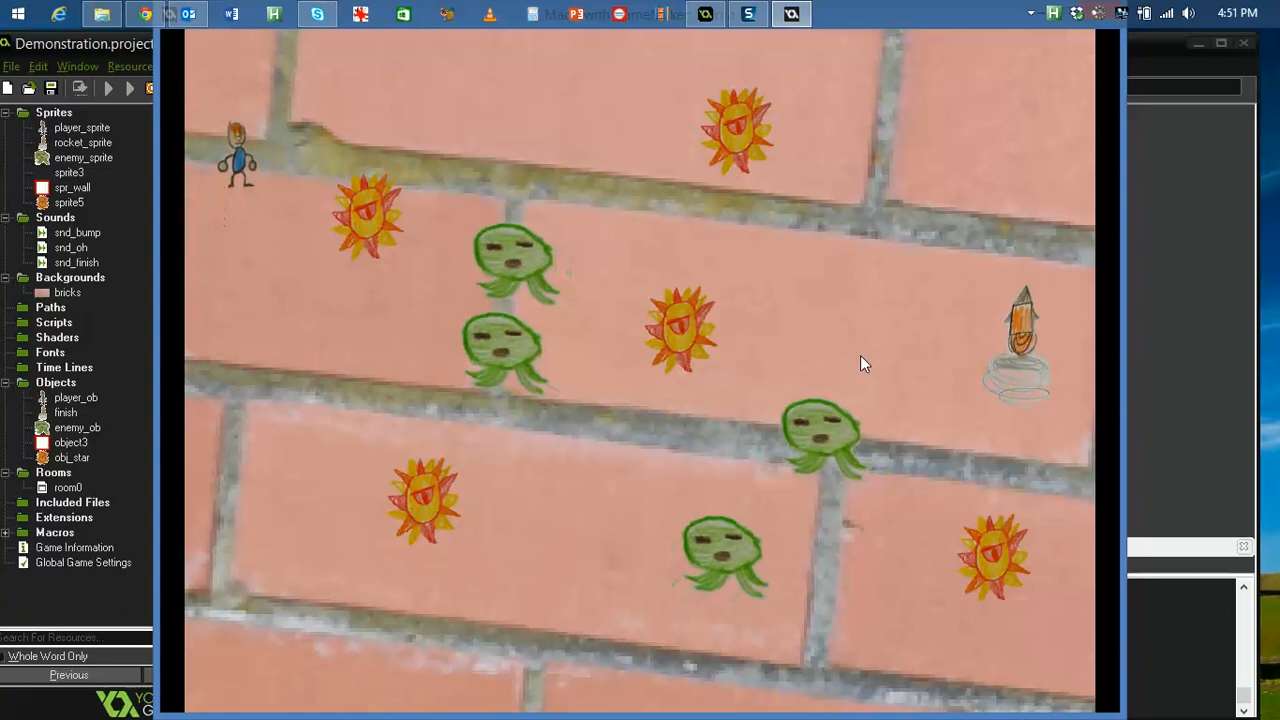 4:51 PM
Demonstration.project
File Edit Window Resource
Sprites
player_sprite
rocket_sprite
enemy_sprite
sprite3
spr_wall
sprite5
Sounds
snd_bump
snd_oh
snd_finish
Backgrounds
bricks
Paths
Scripts
Shaders
Fonts
Time Lines
Objects
player_ob
finish
enemy_ob
object3
obj_star
Rooms
room0
Included Files
Extensions
Macros
Game Information
Global Game Settings
Search For Resources...
Whole Word Only
Previous